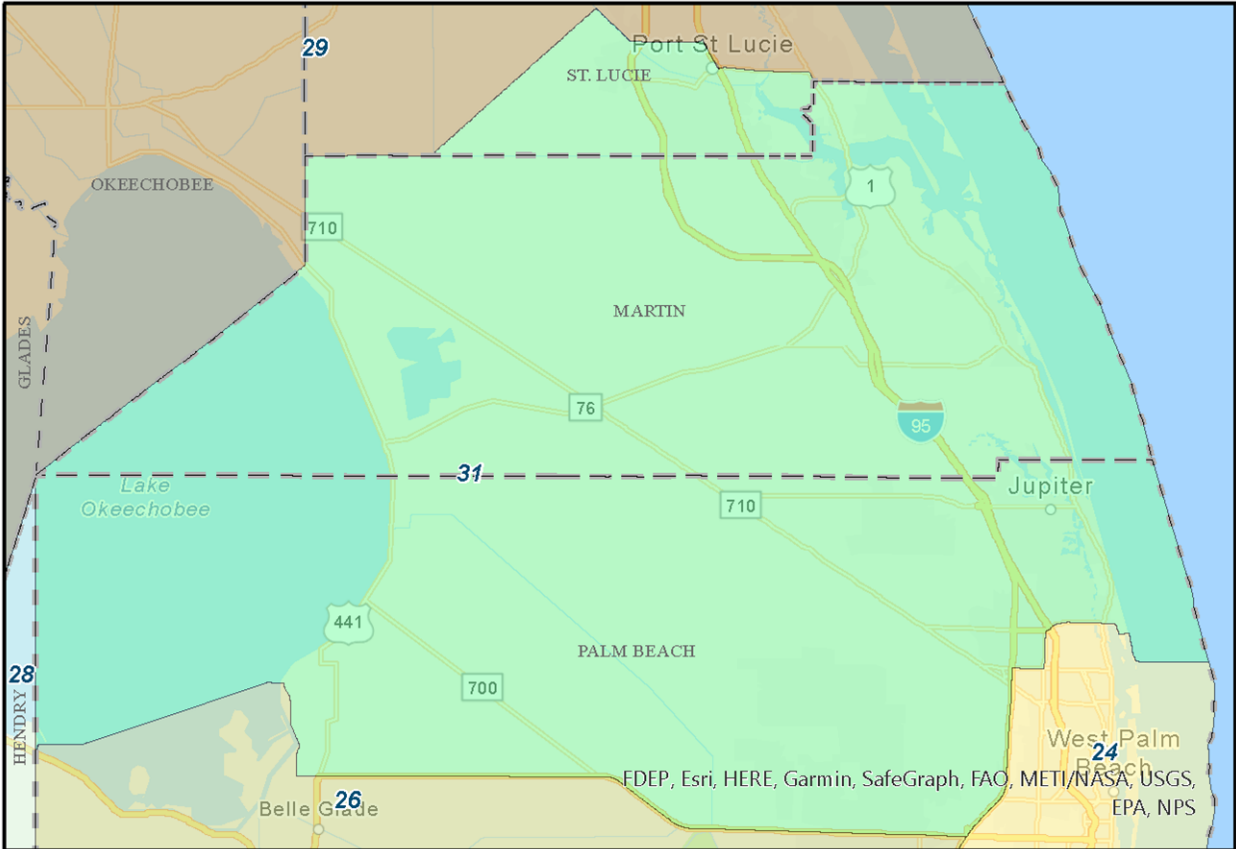 29
Port St Lucie
ST. LUCIE
OKEECHOBEE
1
710
MARTIN
GLADES
76
95
31
Lake
Okeechobee
Jupiter
710
441
PALM BEACH
28
HENDRY
700
West Palm
Beach
24
FDEP, Esri, HERE, Garmin, SafeGraph, FAO, METI/NASA, USGS,
EPA, NPS
Belle Glade
26